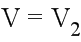 V = V₂